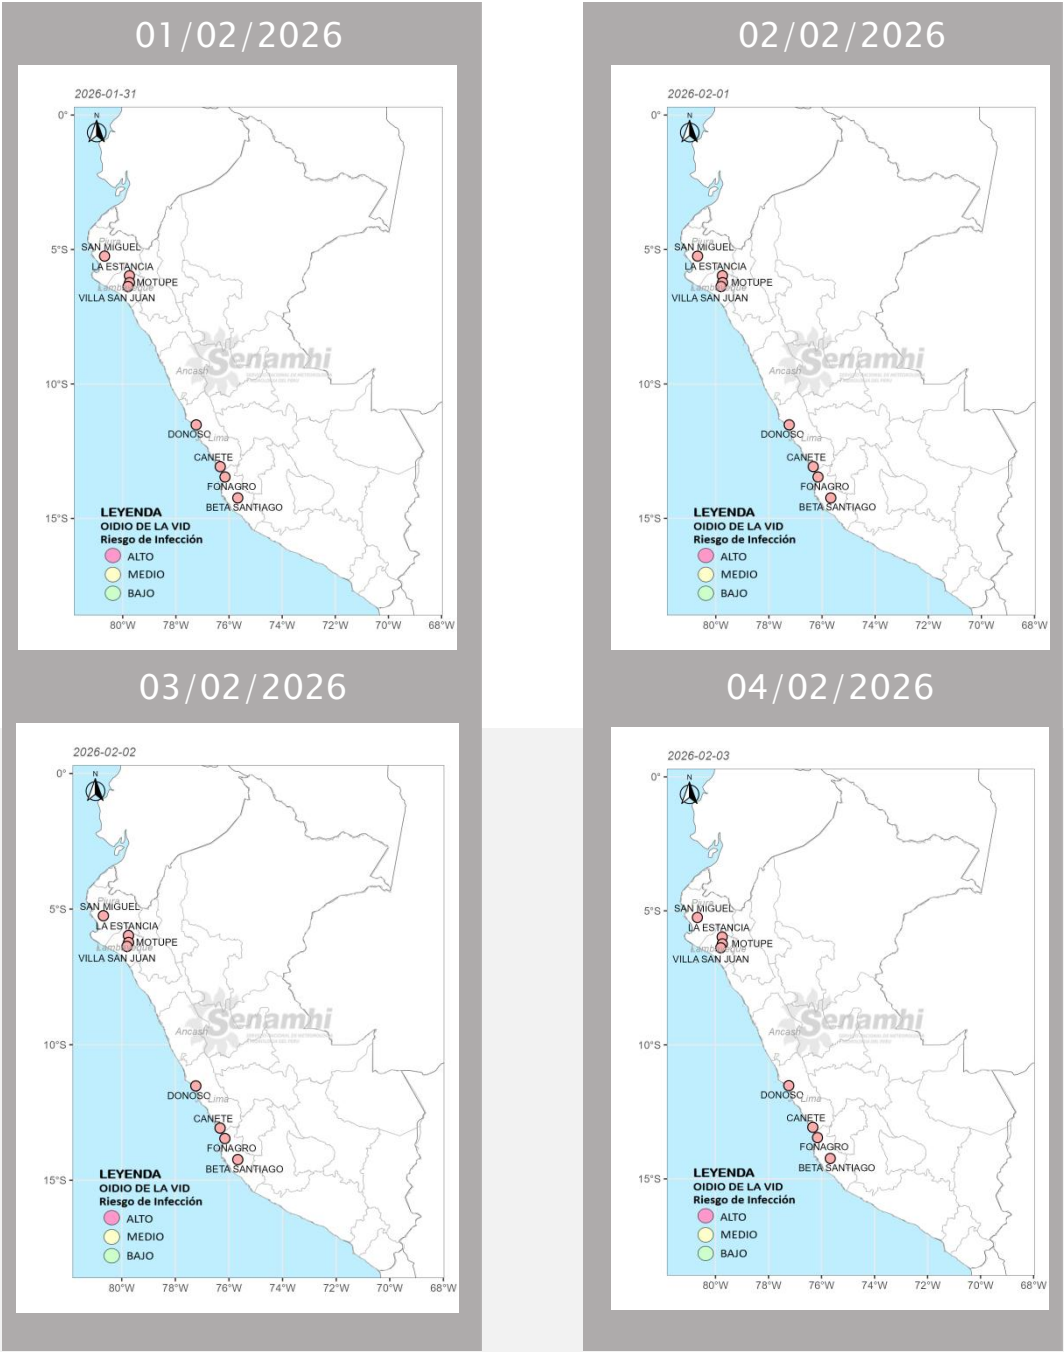 01/02/2026
2026-01-31
N
0°
Piura
SAN MIGUEL
5°S
LA ESTANCIA
MOTUPE
Lambayeque
VILLA SAN JUAN
Senamhi
Ancash
10°S
DONOSO
Lima
CANETE
FONAGRO
BETA SANTIAGO
LEYENDA
15°S
OIDIO DE LA VID
Riesgo de Infección
ALTO
MEDIO
BAJO
80°W 78°W 76°W 74°W 72°W 70°W 68°W
02/02/2026
2026-02-01
N
0°
Piura
SAN MIGUEL
5°S
LA ESTANCIA
MOTUPE
Lambayeque
VILLA SAN JUAN
Senamhi
Ancash
10°S
DONOSO
Lima
CANETE
FONAGRO
BETA SANTIAGO
LEYENDA
15°S
OIDIO DE LA VID
Riesgo de Infección
ALTO
MEDIO
BAJO
80°W 78°W 76°W 74°W 72°W 70°W 68°W
03/02/2026
2026-02-02
N
0°
Piura
SAN MIGUEL
5°S
LA ESTANCIA
MOTUPE
Lambayeque
VILLA SAN JUAN
Senamhi
Ancash
10°S
DONOSO
Lima
CANETE
FONAGRO
BETA SANTIAGO
LEYENDA
15°S
OIDIO DE LA VID
Riesgo de Infección
ALTO
MEDIO
BAJO
80°W 78°W 76°W 74°W 72°W 70°W 68°W
04/02/2026
2026-02-03
N
0°
Piura
SAN MIGUEL
5°S
LA ESTANCIA
MOTUPE
Lambayeque
VILLA SAN JUAN
Senamhi
Ancash
10°S
DONOSO
Lima
CANETE
FONAGRO
BETA SANTIAGO
LEYENDA
15°S
OIDIO DE LA VID
Riesgo de Infección
ALTO
MEDIO
BAJO
80°W 78°W 76°W 74°W 72°W 70°W 68°W